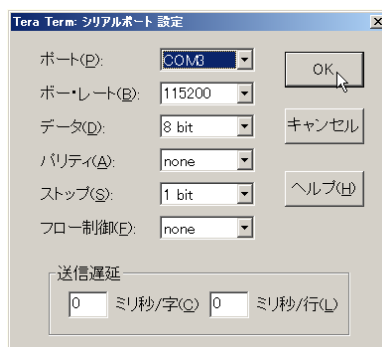 Tera Term: シリアルポート 設定
ポート(P): COM3 OK
ボー・レート(B): 115200
データ(D): 8 bit キャンセル
パリティ(A): none
ストップ(S): 1 bit ヘルプ(H)
フロー制御(F): none
送信遅延
0 ミリ秒/字(C) 0 ミリ秒/行(L)